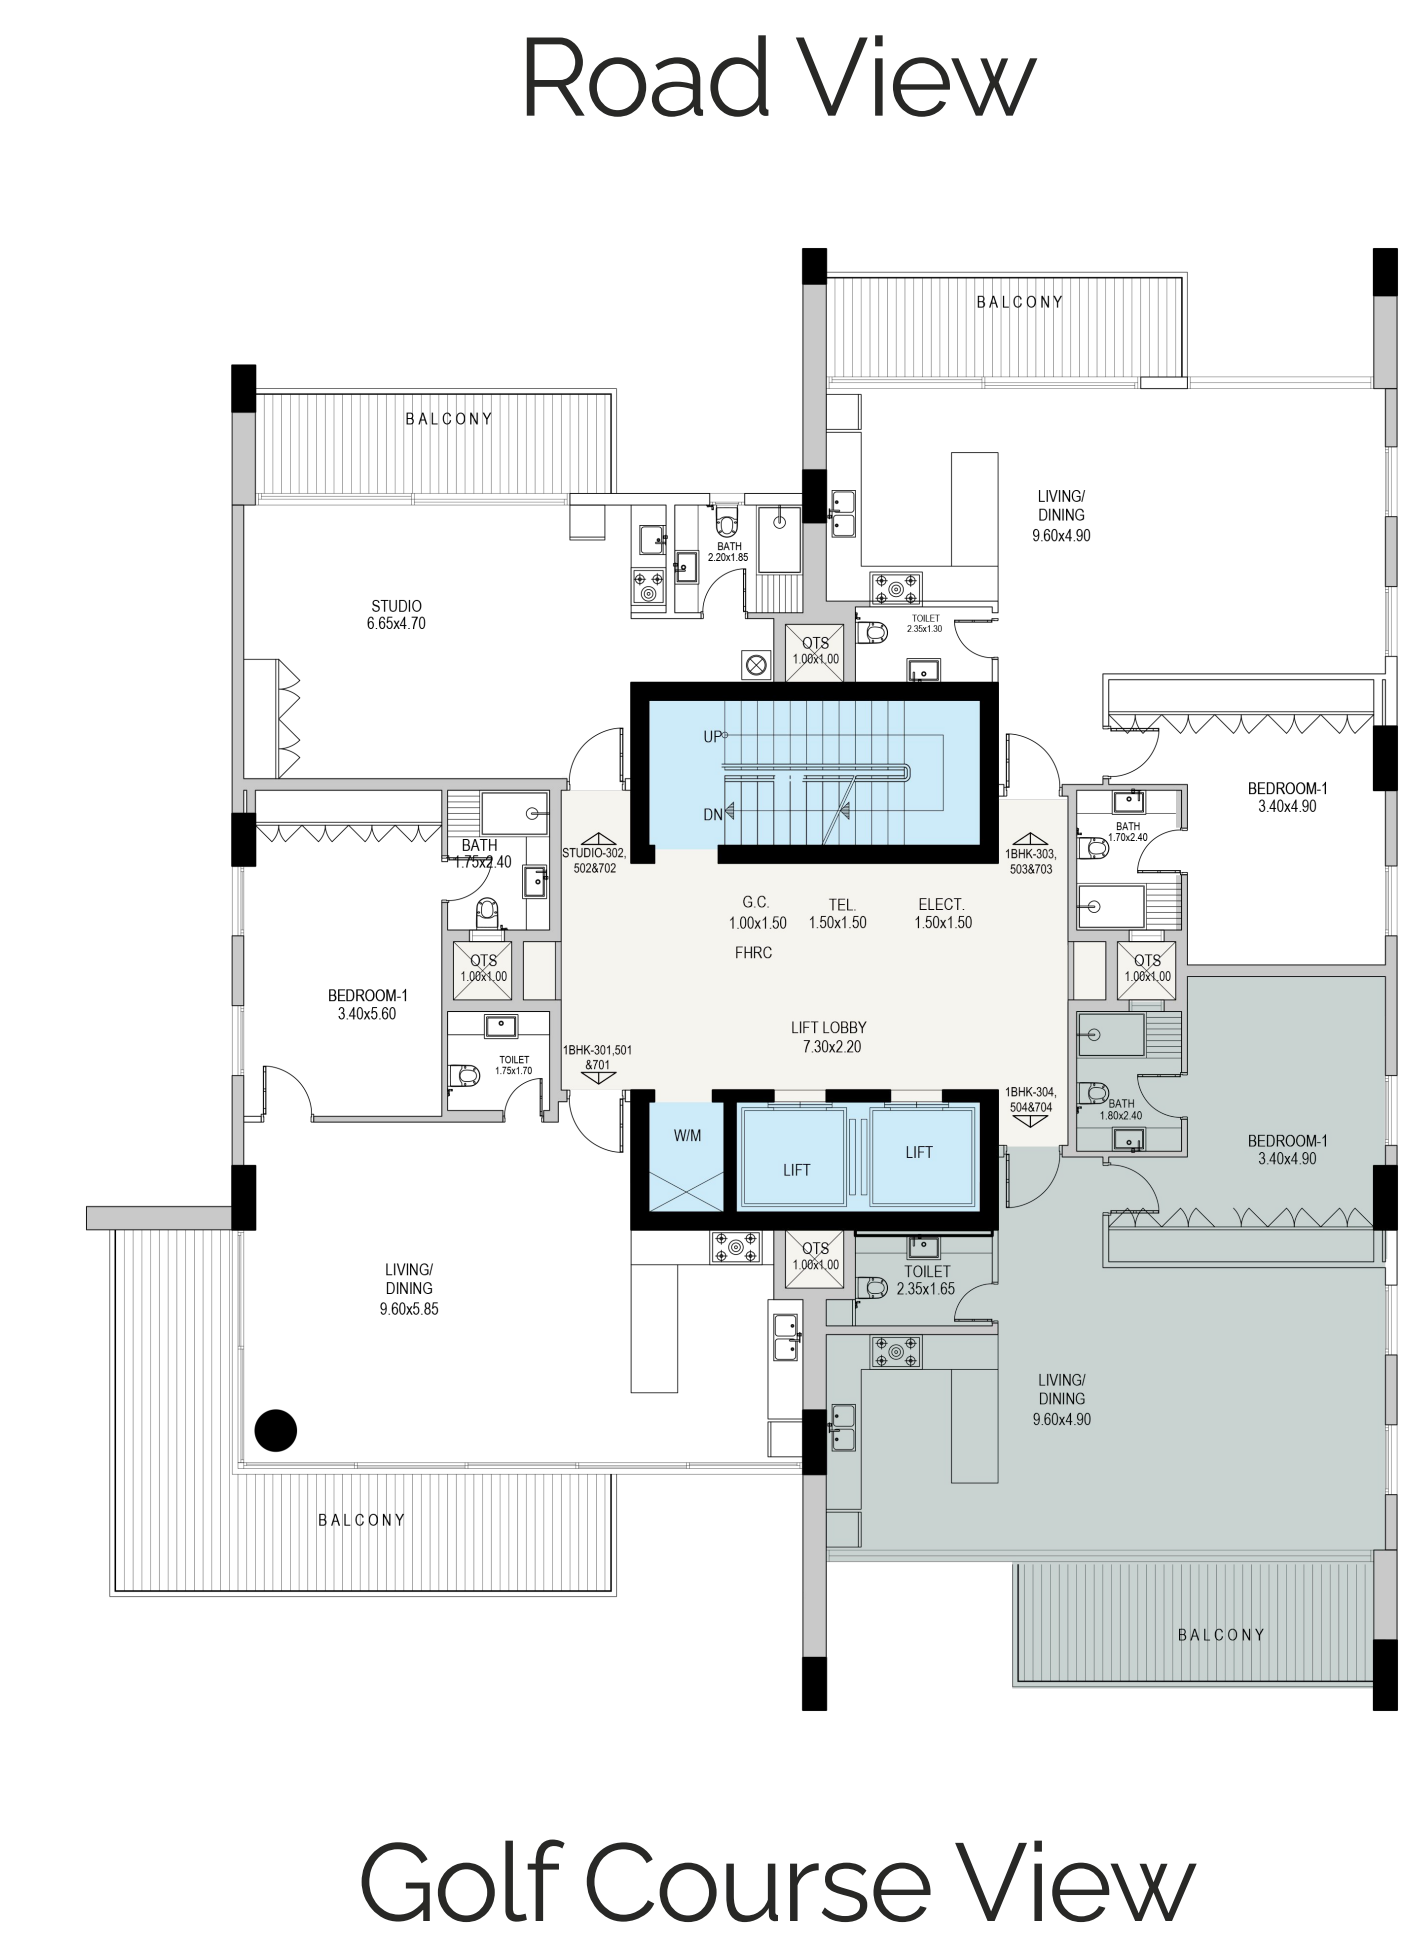 Road View
BALCONY
BALCONY
LIVING/
DINING
9.60x4.90
BATH
2.20x1.85
STUDIO
6.65x4.70
TOILET
2.35x1.30
OTS
1.00x1.00
UP
DN
BEDROOM-1
3.40x4.90
BATH
1.70x2.40
BATH
1.75x2.40
STUDIO-302,
502&702
1BHK-303,
503&703
G.C.
1.00x1.50
TEL.
1.50x1.50
ELECT.
1.50x1.50
FHRC
OTS
1.00x1.00
OTS
1.00x1.00
BEDROOM-1
3.40x5.60
LIFT LOBBY
7.30x2.20
1BHK-301,501
&701
TOILET
1.75x1.70
1BHK-304,
504&704
BATH
1.80x2.40
W/M
LIFT
LIFT
BEDROOM-1
3.40x4.90
OTS
1.00x1.00
TOILET
2.35x1.65
LIVING/
DINING
9.60x5.85
LIVING/
DINING
9.60x4.90
BALCONY
BALCONY
Golf Course View